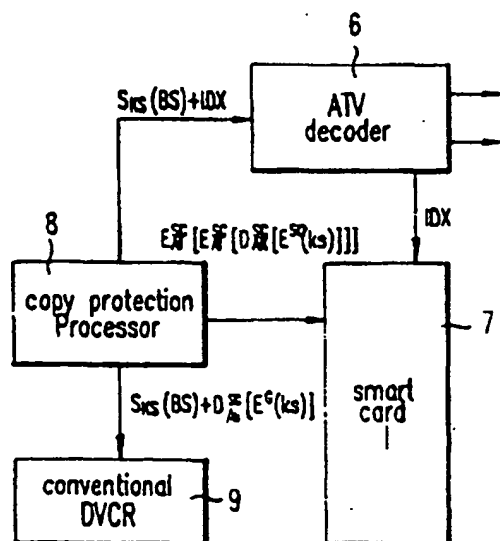 6
S_KS(BS)+IDX
ATV
decoder
IDX
8
copy protection
Processor
7
smart
card
S_KS(BS)+D [E^G(ks)]
conventional
DVCR
9